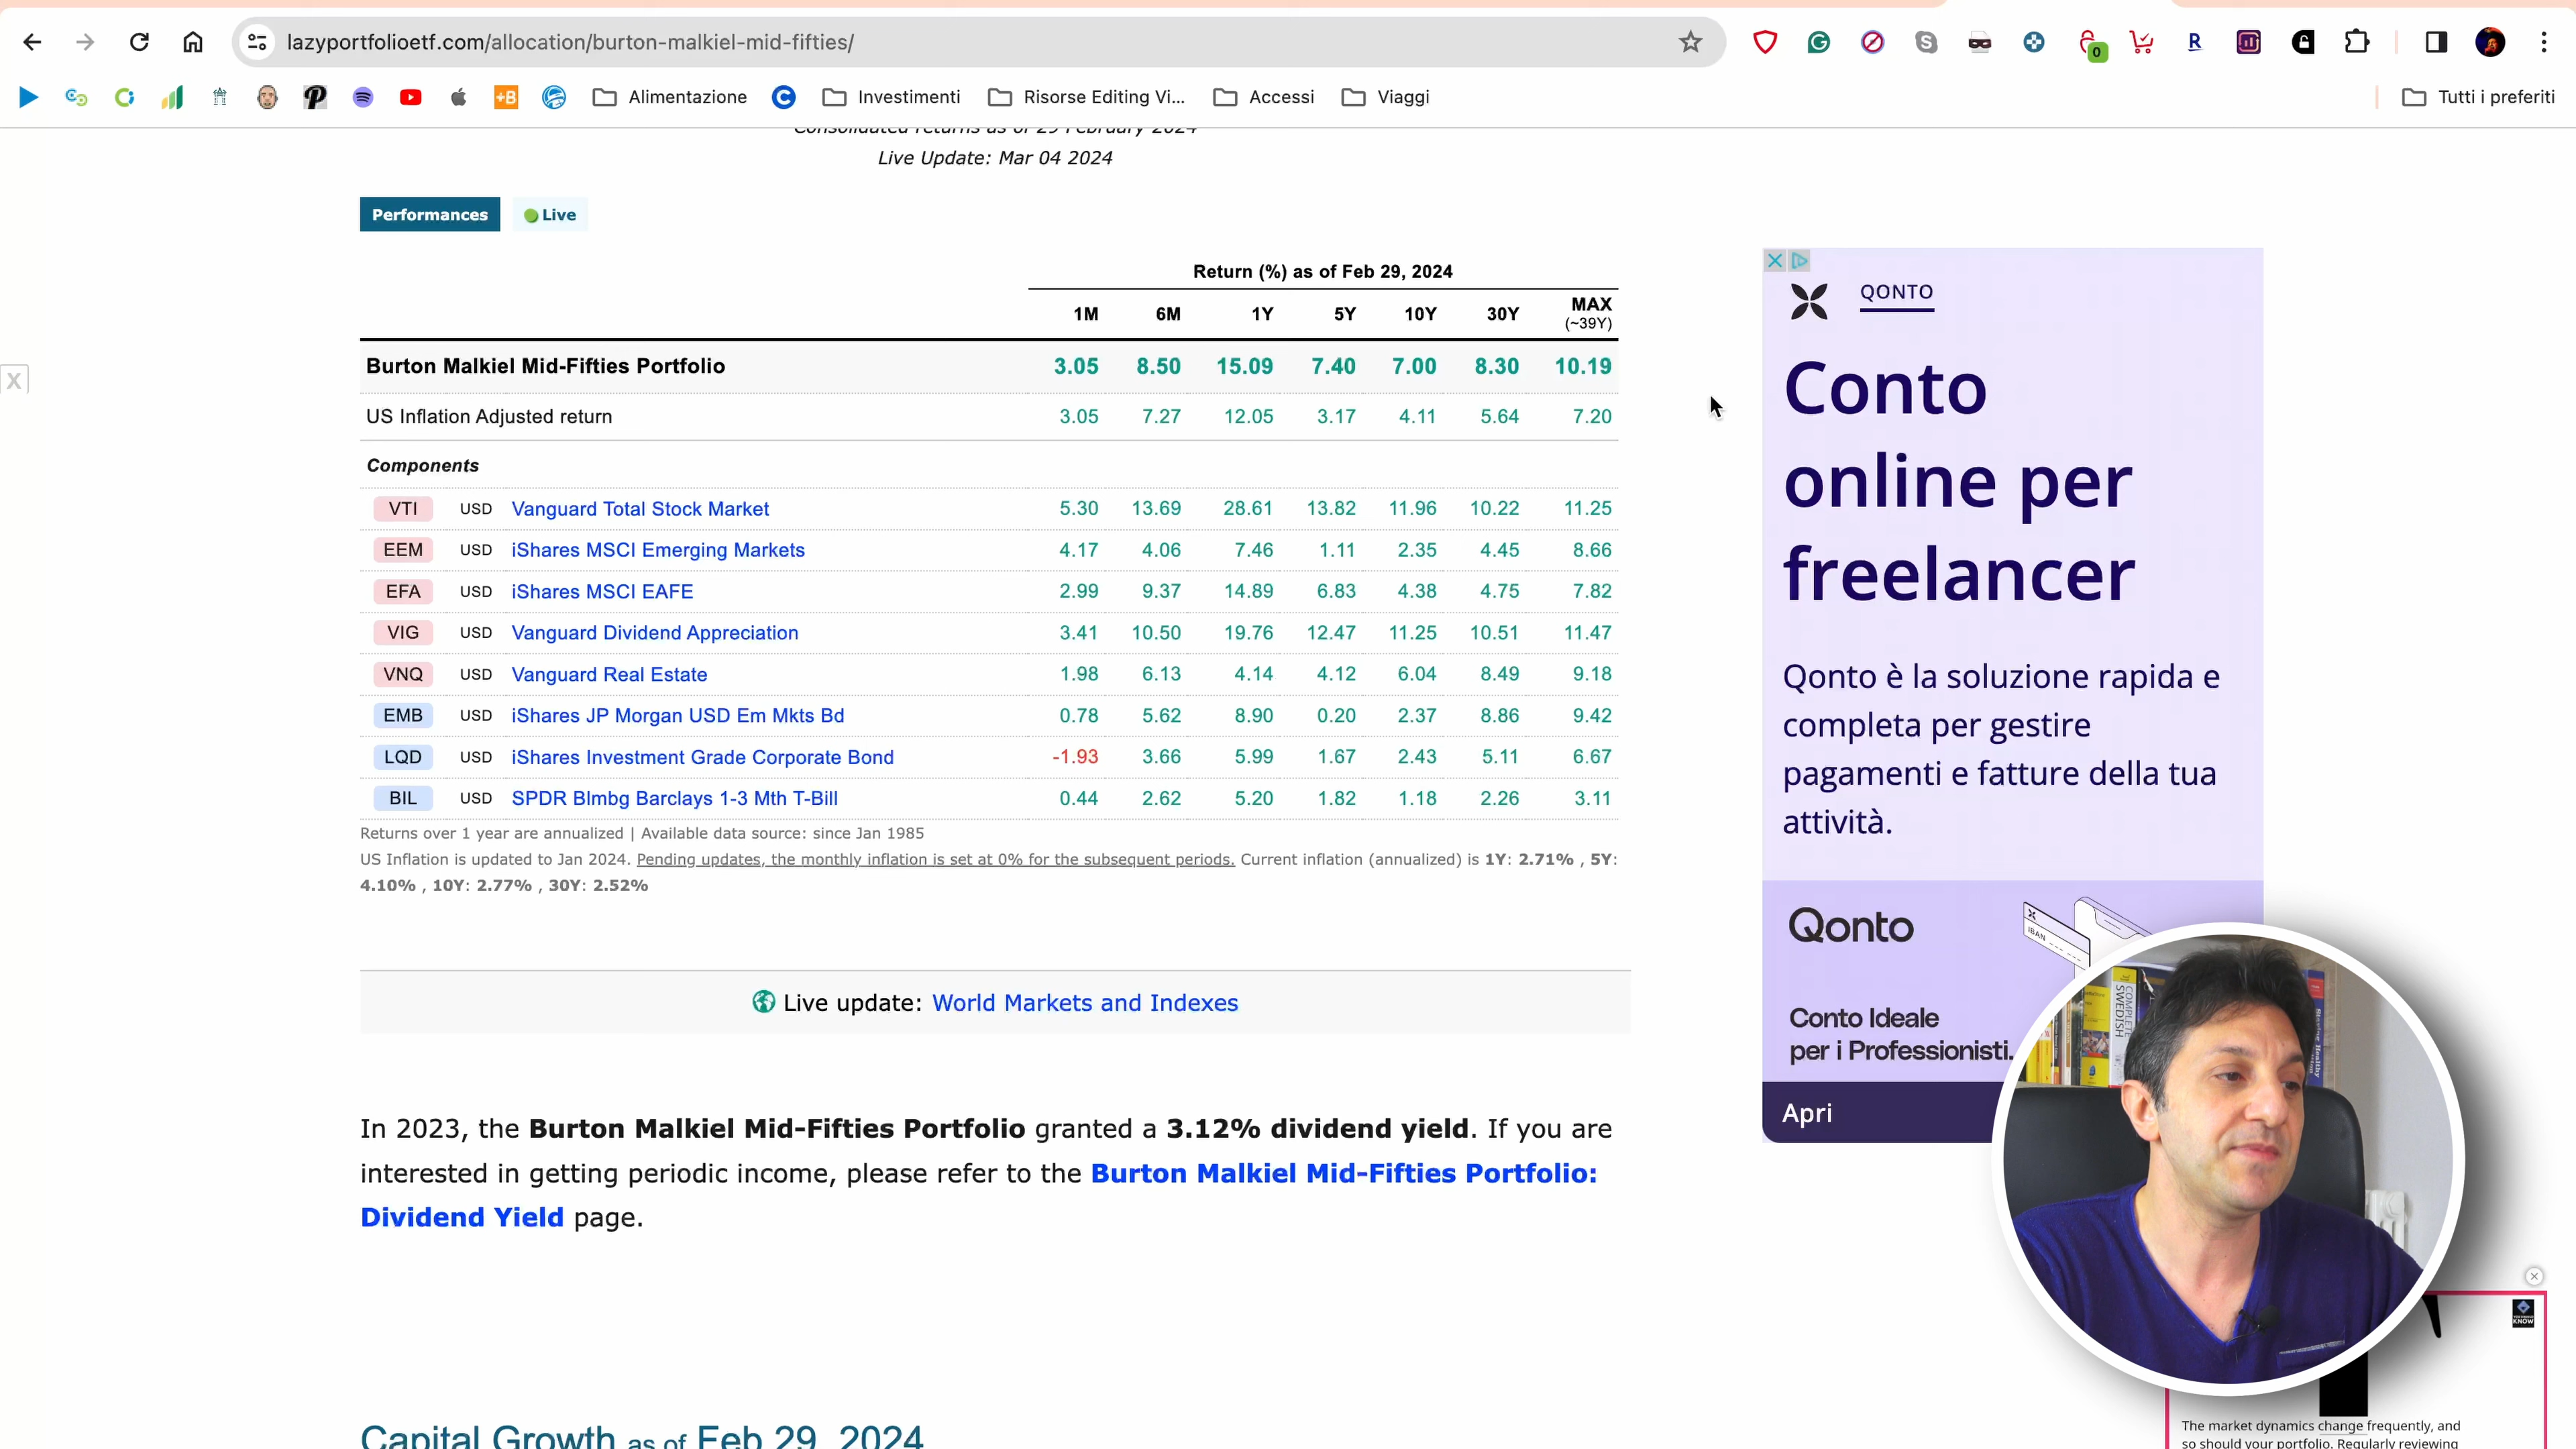 lazyportfolioetf.com/allocation/burton-malkiel-mid-fifties/
0
Alimentazione
Investimenti
Risorse Editing Vi...
Accessi
Viaggi
Tutti i preferiti
Consolidated returns as of 29 February 2024
Live Update: Mar 04 2024
Performances Live
Return (%) as of Feb 29, 2024
1M 6M 1Y 5Y 10Y 30Y MAX
(~39Y)
Burton Malkiel Mid-Fifties Portfolio 3.05 8.50 15.09 7.40 7.00 8.30 10.19
US Inflation Adjusted return 3.05 7.27 12.05 3.17 4.11 5.64 7.20
Components
VTI USD Vanguard Total Stock Market 5.30 13.69 28.61 13.82 11.96 10.22 11.25
EEM USD iShares MSCI Emerging Markets 4.17 4.06 7.46 1.11 2.35 4.45 8.66
EFA USD iShares MSCI EAFE 2.99 9.37 14.89 6.83 4.38 4.75 7.82
VIG USD Vanguard Dividend Appreciation 3.41 10.50 19.76 12.47 11.25 10.51 11.47
VNQ USD Vanguard Real Estate 1.98 6.13 4.14 4.12 6.04 8.49 9.18
EMB USD iShares JP Morgan USD Em Mkts Bd 0.78 5.62 8.90 0.20 2.37 8.86 9.42
LQD USD iShares Investment Grade Corporate Bond -1.93 3.66 5.99 1.67 2.43 5.11 6.67
BIL USD SPDR Blmbg Barclays 1-3 Mth T-Bill 0.44 2.62 5.20 1.82 1.18 2.26 3.11
Returns over 1 year are annualized | Available data source: since Jan 1985
US Inflation is updated to Jan 2024. Pending updates, the monthly inflation is set at 0% for the subsequent periods. Current inflation (annualized) is 1Y: 2.71% , 5Y:
4.10% , 10Y: 2.77% , 30Y: 2.52%
Live update: World Markets and Indexes
In 2023, the Burton Malkiel Mid-Fifties Portfolio granted a 3.12% dividend yield. If you are
interested in getting periodic income, please refer to the Burton Malkiel Mid-Fifties Portfolio:
Dividend Yield page.
Capital Growth as of Feb 29, 2024
X
QONTO
Conto
online per
freelancer
Qonto è la soluzione rapida e
completa per gestire
pagamenti e fatture della tua
attività.
Qonto
IBAN
Conto Ideale
per i Professionisti.
Apri
COMPLETE
SWEDISH
KNOW
The market dynamics change frequently, and
so should your portfolio. Regularly reviewing